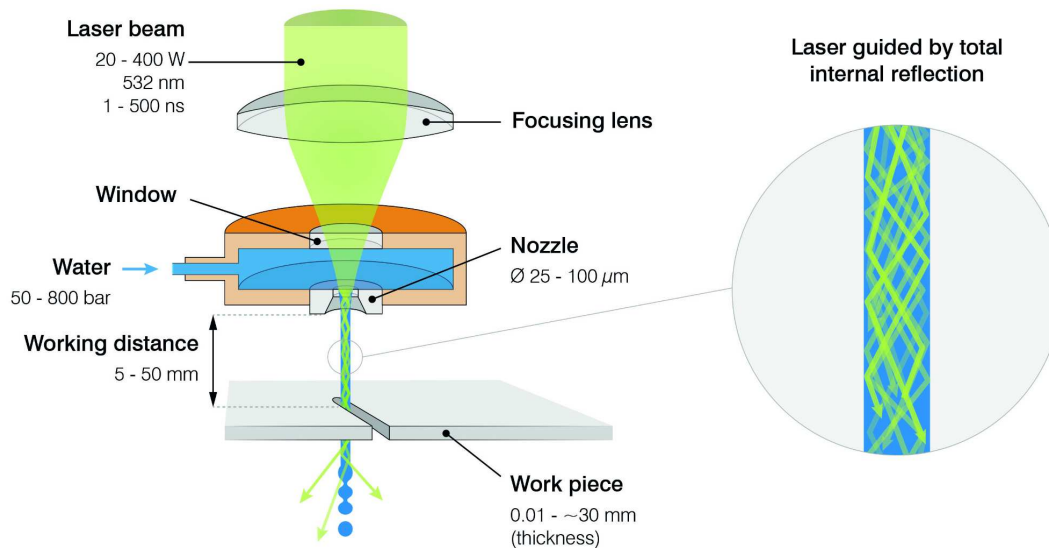 Laser beam
20 - 400 W
532 nm
1 - 500 ns
Focusing lens
Window
Nozzle
Ø 25 - 100 µm
Water
50 - 800 bar
Working distance
5 - 50 mm
Work piece
0.01 - ~30 mm
(thickness)
Laser guided by total
internal reflection